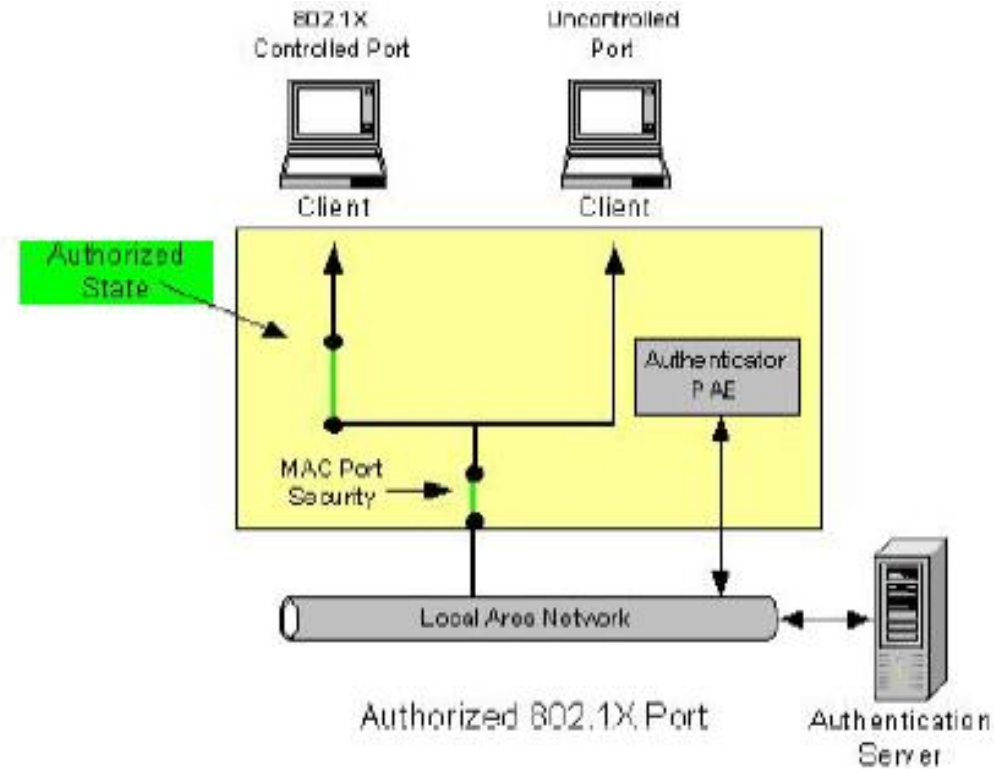 802.1X
Controlled Port
Uncontrolled
Port
Client
Client
Authorized
State
Authenticator
PAE
MAC Port
Security
Local Area Network
Authorized 802.1X Port
Authentication
Server